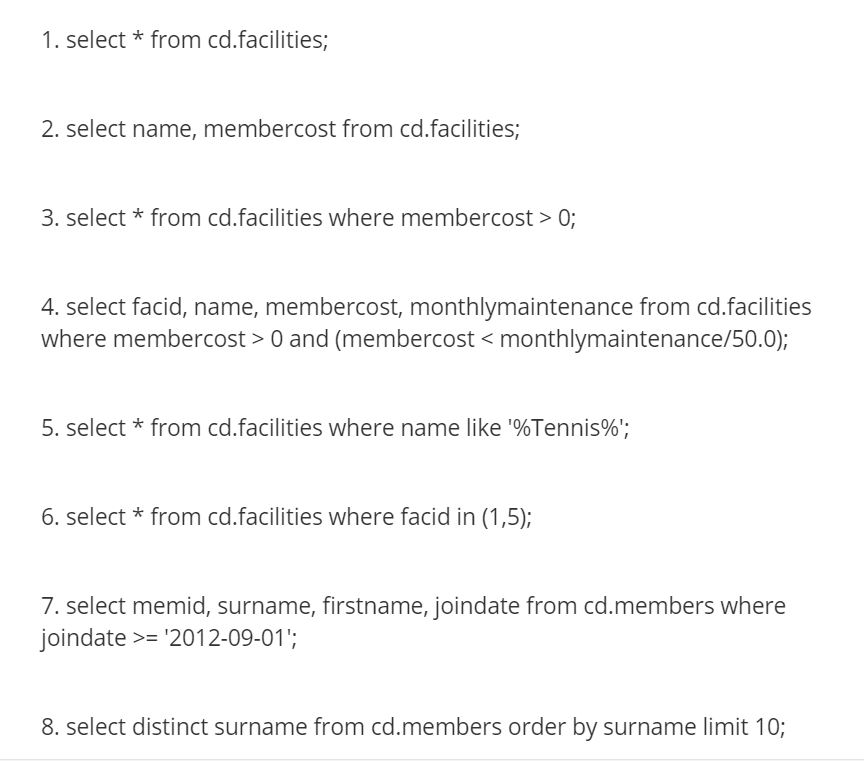 1. select * from cd.facilities;
2. select name, membercost from cd.facilities;
3. select * from cd.facilities where membercost > 0;
4. select facid, name, membercost, monthlymaintenance from cd.facilities
where membercost > 0 and (membercost < monthlymaintenance/50.0);
5. select * from cd.facilities where name like '%Tennis%';
6. select * from cd.facilities where facid in (1,5);
7. select memid, surname, firstname, joindate from cd.members where
joindate >= '2012-09-01';
8. select distinct surname from cd.members order by surname limit 10;